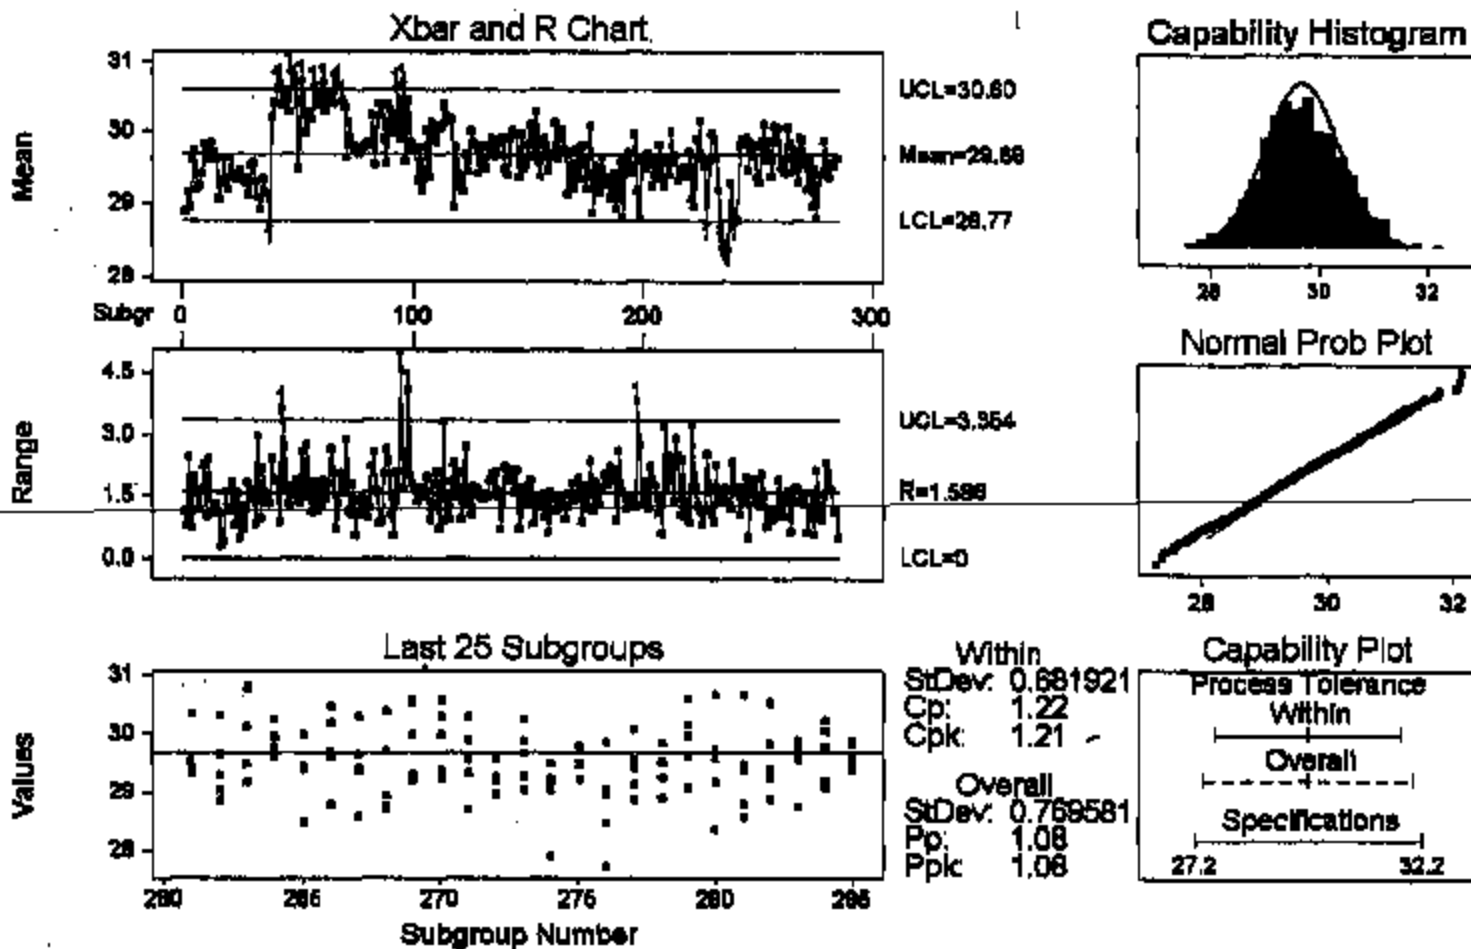 Xbar and R Chart
Mean
31
30
29
28
UCL=30.60
Mean=29.69
LCL=28.77
Subgr 0 100 200 300
Range
4.5
3.0
1.5
0.0
UCL=3.354
R=1.586
LCL=0
Last 25 Subgroups
Values
31
30
29
28
260 265 270 275 280 285
Subgroup Number
Within
StDev: 0.681921
Cp: 1.22
Cpk: 1.21
Overall
StDev: 0.769581
Pp: 1.08
Ppk: 1.08
Capability Histogram
28 30 32
Normal Prob Plot
28 30 32
Capability Plot
Process Tolerance
Within
Overall
Specifications
27.2 32.2